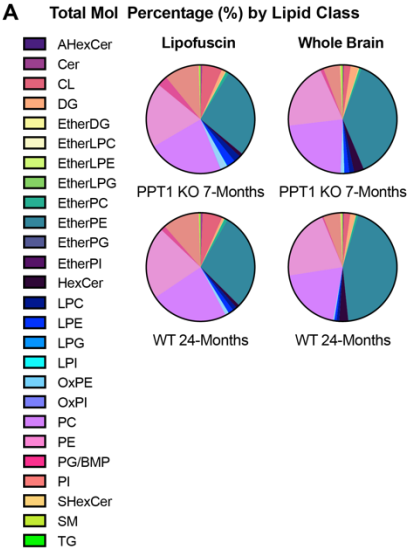 A
Total Mol Percentage (%) by Lipid Class
Lipofuscin
Whole Brain
AHexCer
Cer
CL
DG
EtherDG
EtherLPC
EtherLPE
EtherLPG
EtherPC
EtherPE
EtherPG
EtherPI
HexCer
LPC
LPE
LPG
LPI
OxPE
OxPI
PC
PE
PG/BMP
PI
SHexCer
SM
TG
PPT1 KO 7-Months
PPT1 KO 7-Months
WT 24-Months
WT 24-Months